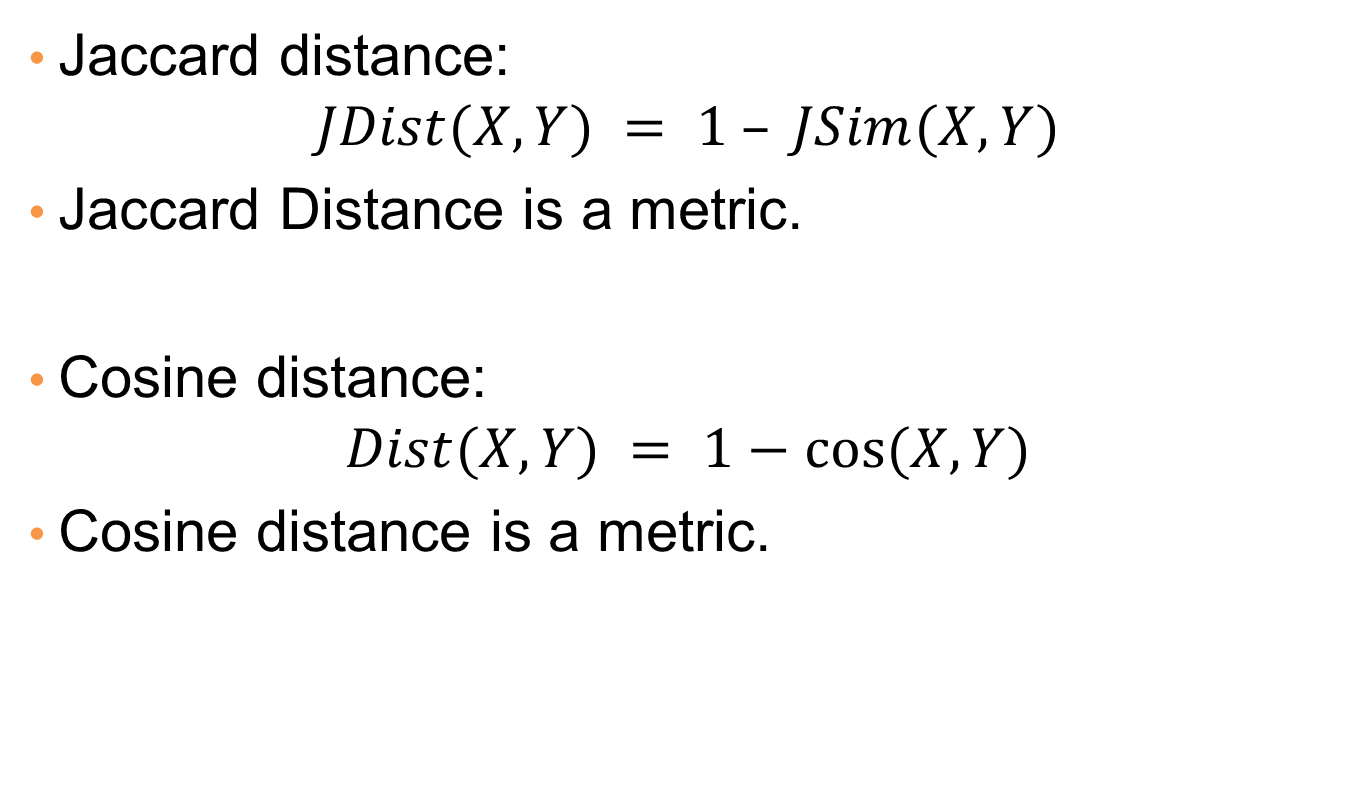 • Jaccard distance:
𝐽𝐷𝑖𝑠𝑡(𝑋, 𝑌) = 1 – 𝐽𝑆𝑖𝑚(𝑋, 𝑌)
• Jaccard Distance is a metric.
• Cosine distance:
𝐷𝑖𝑠𝑡(𝑋, 𝑌) = 1 − cos(𝑋, 𝑌)
• Cosine distance is a metric.